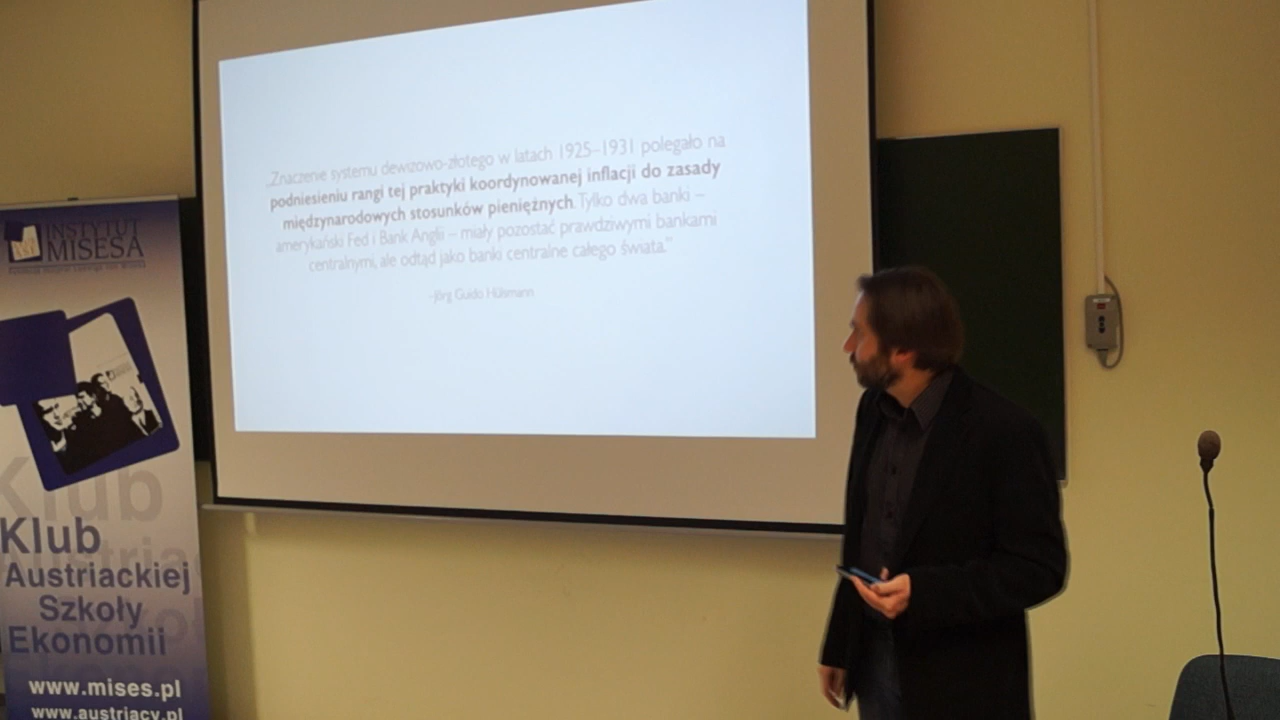 „Znaczenie systemu dewizowo-złotego w latach 1925–1931 polegało na
podniesieniu rangi tej praktyki koordynowanej inflacji do zasady
międzynarodowych stosunków pieniężnych. Tylko dwa banki –
amerykański Fed i Bank Anglii – miały pozostać prawdziwymi bankami
centralnymi, ale odtąd jako banki centralne całego świata.”
–Jörg Guido Hülsmann
INSTYTUT
MISESA
Klub
Klub
Austriackiej
Szkoły
Ekonomii
www.mises.pl
www.austriacy.pl